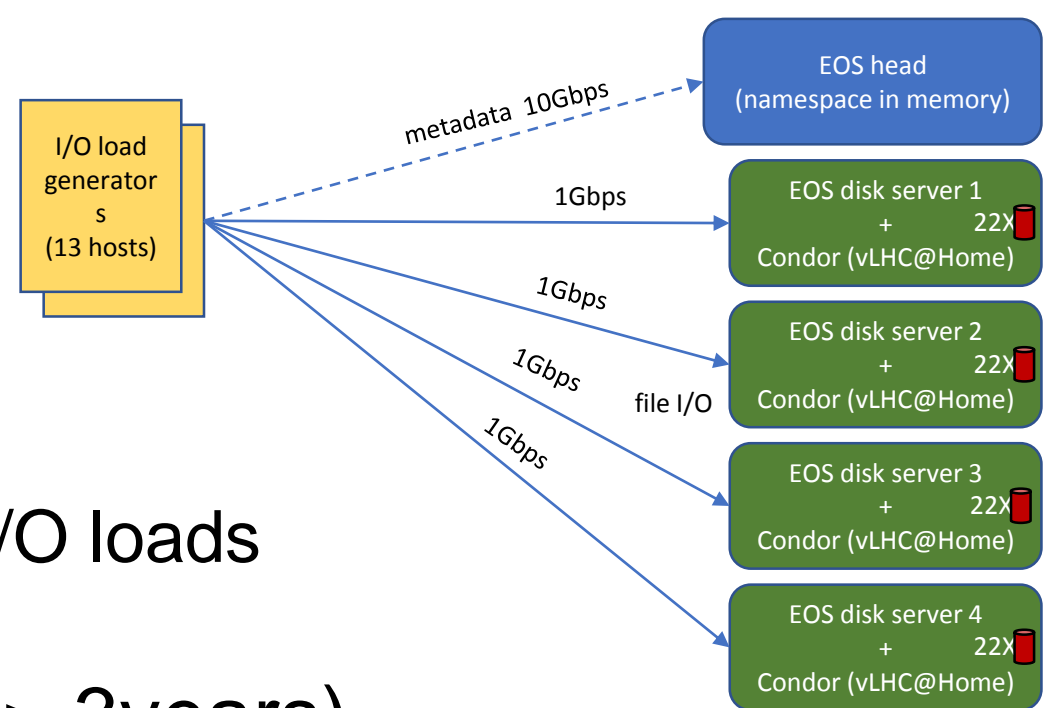 I/O load
generator
s
(13 hosts)
metadata 10Gbps
EOS head
(namespace in memory)
1Gbps
EOS disk server 1
+ 22X
Condor (vLHC@Home)
1Gbps
EOS disk server 2
+ 22X
Condor (vLHC@Home)
1Gbps
file I/O
1Gbps
EOS disk server 3
+ 22X
Condor (vLHC@Home)
/O loads
EOS disk server 4
+ 22X
Condor (vLHC@Home)
years)